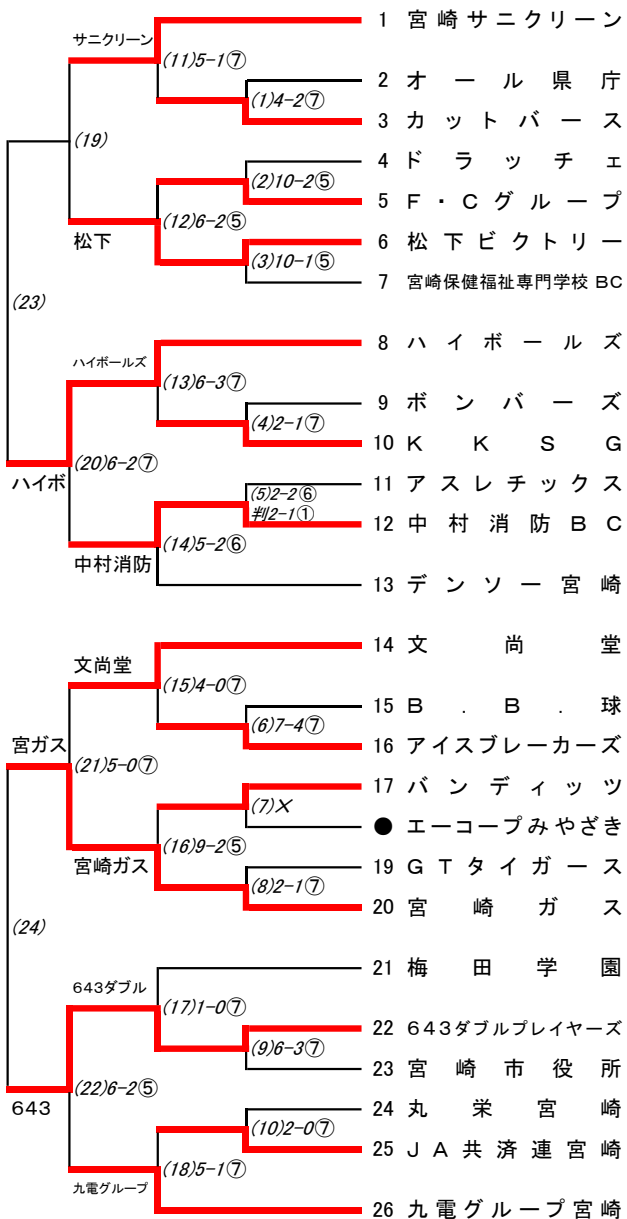 サニクリーン
1 宮崎サニクリーン
(11)5-1⑦
2 オール県庁
(1)4-2⑦
3 カットバース
(19)
4 ドラッチェ
(2)10-2⑤
5 F・Cグループ
(12)6-2⑤
松下
6 松下ビクトリー
(3)10-1⑤
7 宮崎保健福祉専門学校BC
(23)
8 ハイボールズ
ハイボールズ
(13)6-3⑦
9 ボンバーズ
(4)2-1⑦
10 KKSG
(20)6-2⑦
ハイボ
11 アスレチックス
(5)2-2⑥
判2-1①
12 中村消防BC
(14)5-2⑥
中村消防
13 デンソー宮崎
14 文尚堂
文尚堂
(15)4-0⑦
15 B.B.球
(6)7-4⑦
16 アイスブレーカーズ
宮ガス
(21)5-0⑦
17 バンディッツ
(7)×
● エーコープみやざき
(16)9-2⑤
宮崎ガス
19 GTタイガース
(8)2-1⑦
20 宮崎ガス
(24)
21 梅田学園
643ダブル
(17)1-0⑦
22 643ダブルプレイヤーズ
(9)6-3⑦
23 宮崎市役所
(22)6-2⑤
643
24 丸栄宮崎
(10)2-0⑦
25 JA共済連宮崎
(18)5-1⑦
九電グループ
26 九電グループ宮崎